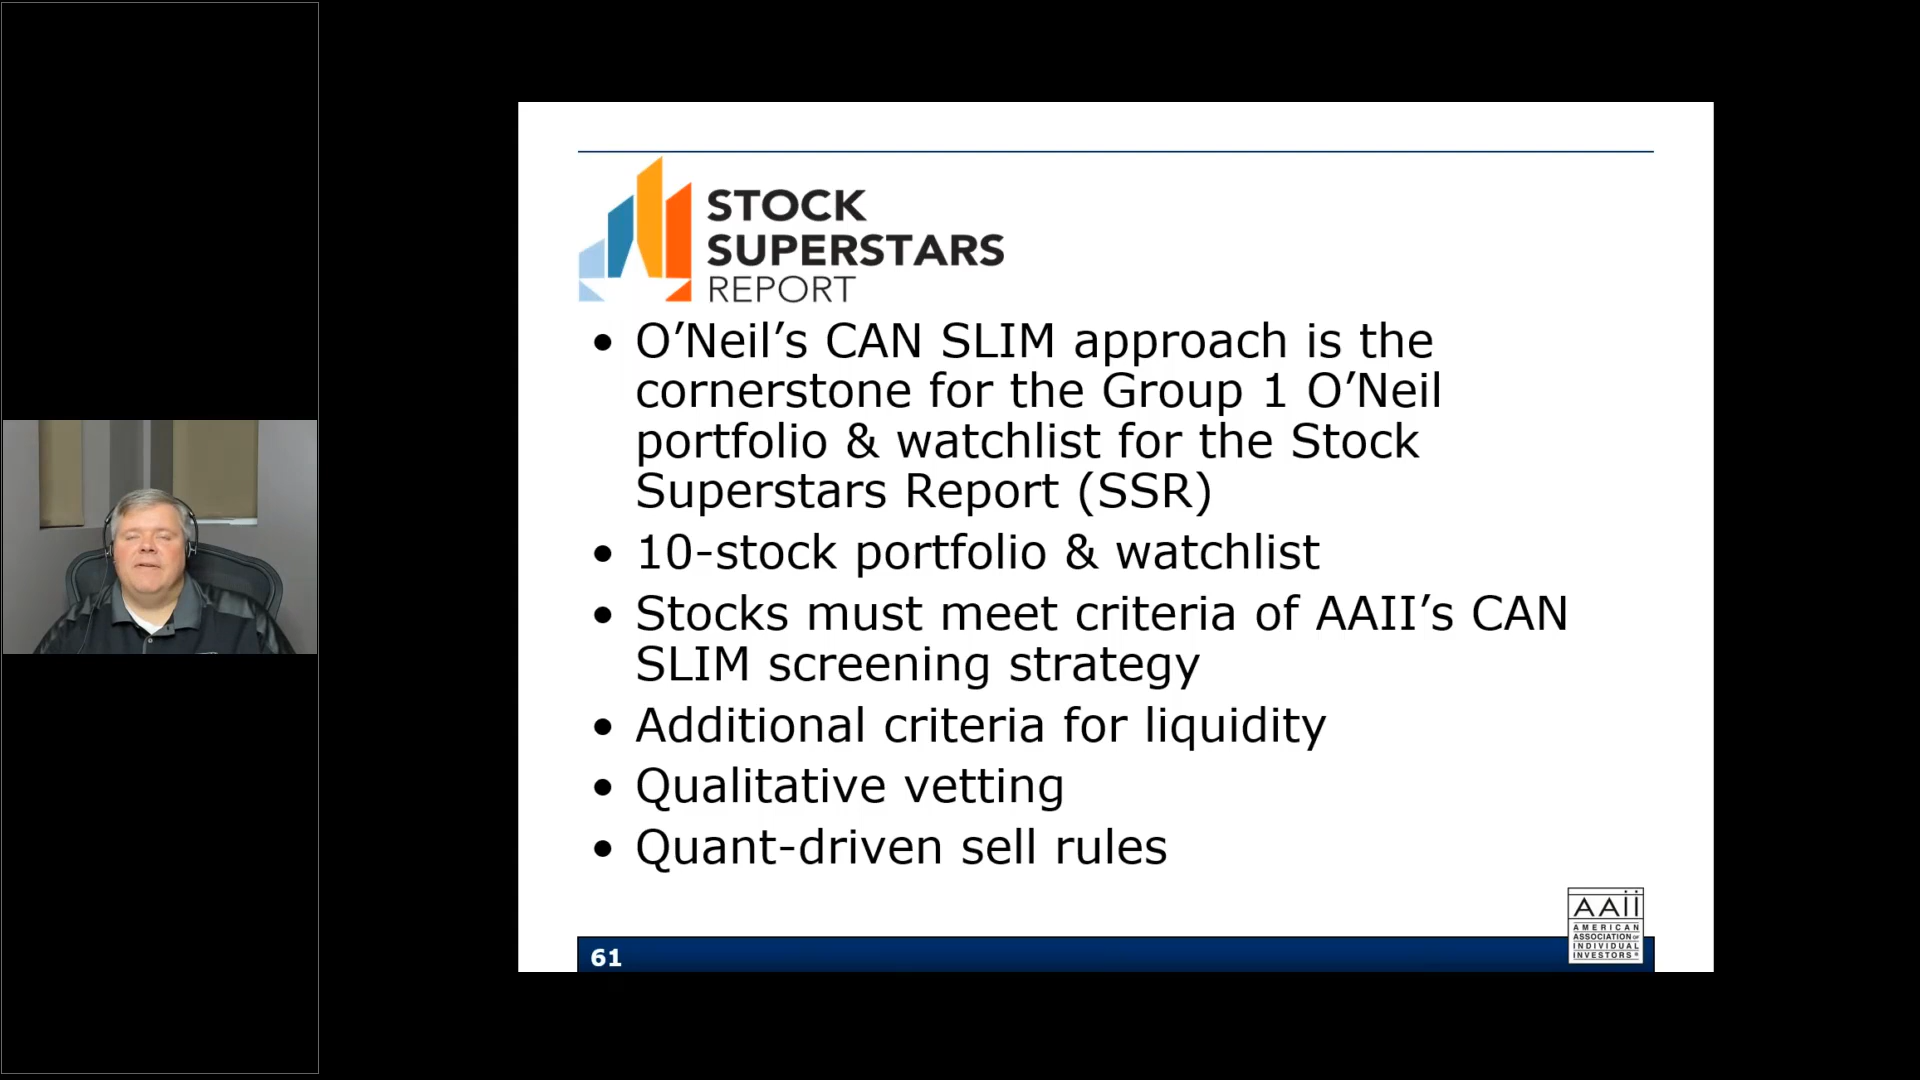 STOCK
SUPERSTARS
REPORT
• O’Neil’s CAN SLIM approach is the
cornerstone for the Group 1 O’Neil
portfolio & watchlist for the Stock
Superstars Report (SSR)
• 10-stock portfolio & watchlist
• Stocks must meet criteria of AAII’s CAN
SLIM screening strategy
• Additional criteria for liquidity
• Qualitative vetting
• Quant-driven sell rules
61
AAii
AMERICAN
ASSOCIATION OF
INDIVIDUAL
INVESTORS®